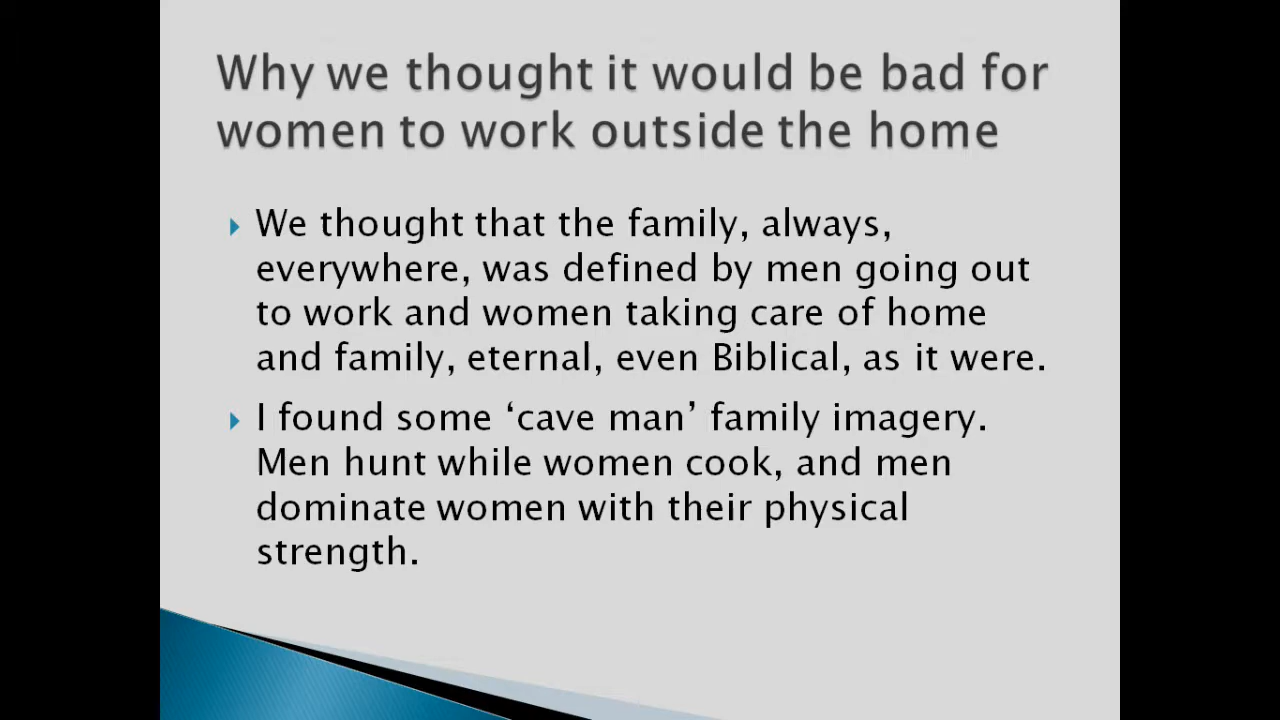 Why we thought it would be bad for
women to work outside the home
We thought that the family, always,
everywhere, was defined by men going out
to work and women taking care of home
and family, eternal, even Biblical, as it were.
I found some ‘cave man’ family imagery.
Men hunt while women cook, and men
dominate women with their physical
strength.